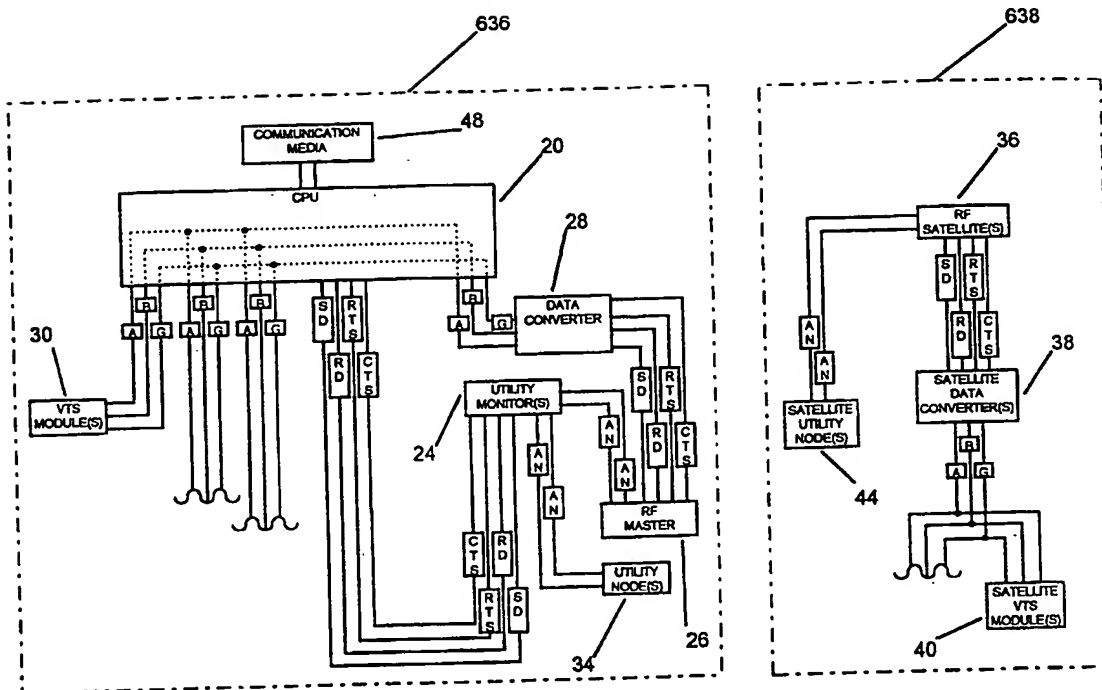 636
638
COMMUNICATION
MEDIA
48
20
CPU
36
RF
SATELLITE(S)
28
DATA
CONVERTER
A
B
G
A
B
G
A
B
G
SD
RD
RTS
CTS
A
B
G
30
VTS
MODULE(S)
UTILITY
MONITOR(S)
24
AN
AN
SD
RD
RTS
CTS
AN
AN
RF
MASTER
26
CTS
RTS
RD
SD
UTILITY
NODE(S)
34
AN
AN
SD
RD
RTS
CTS
38
SATELLITE
DATA
CONVERTER(S)
SATELLITE
UTILITY
NODE(S)
44
A
B
G
SATELLITE
VTS
MODULE(S)
40